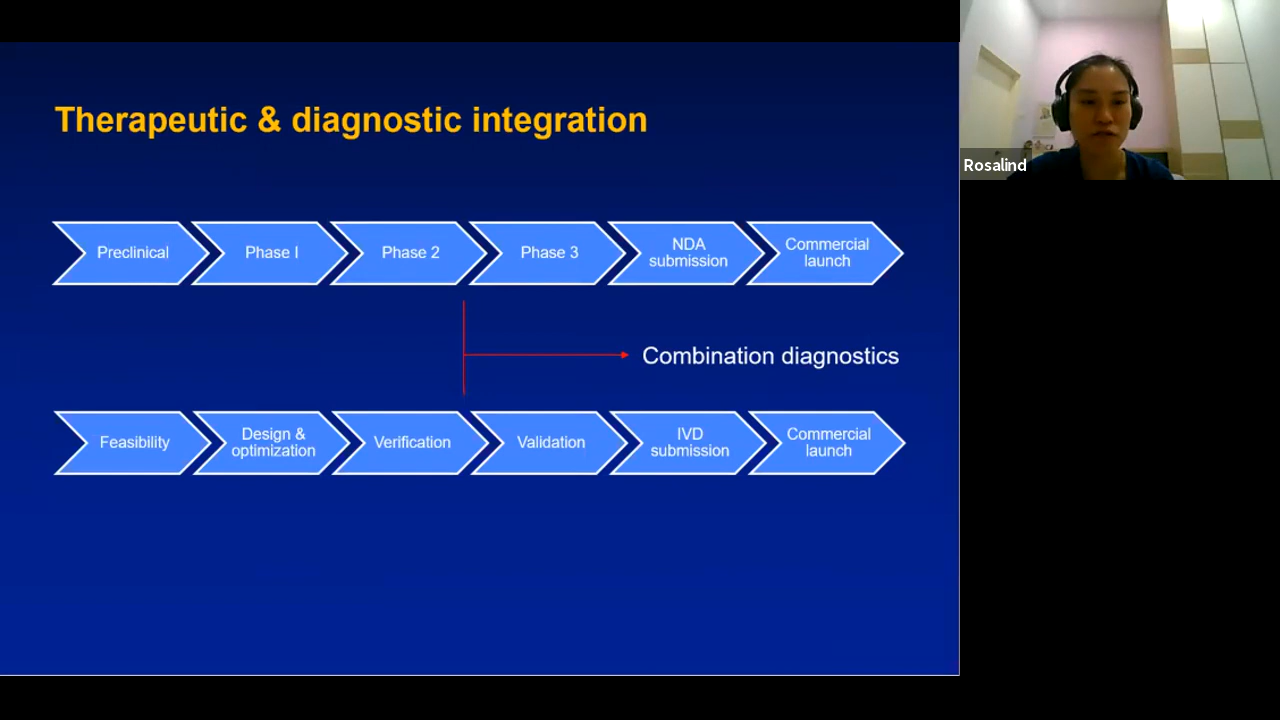 Therapeutic & diagnostic integration
Preclinical
Phase I
Phase 2
Phase 3
NDA
submission
Commercial
launch
Combination diagnostics
Feasibility
Design &
optimization
Verification
Validation
IVD
submission
Commercial
launch
Rosalind